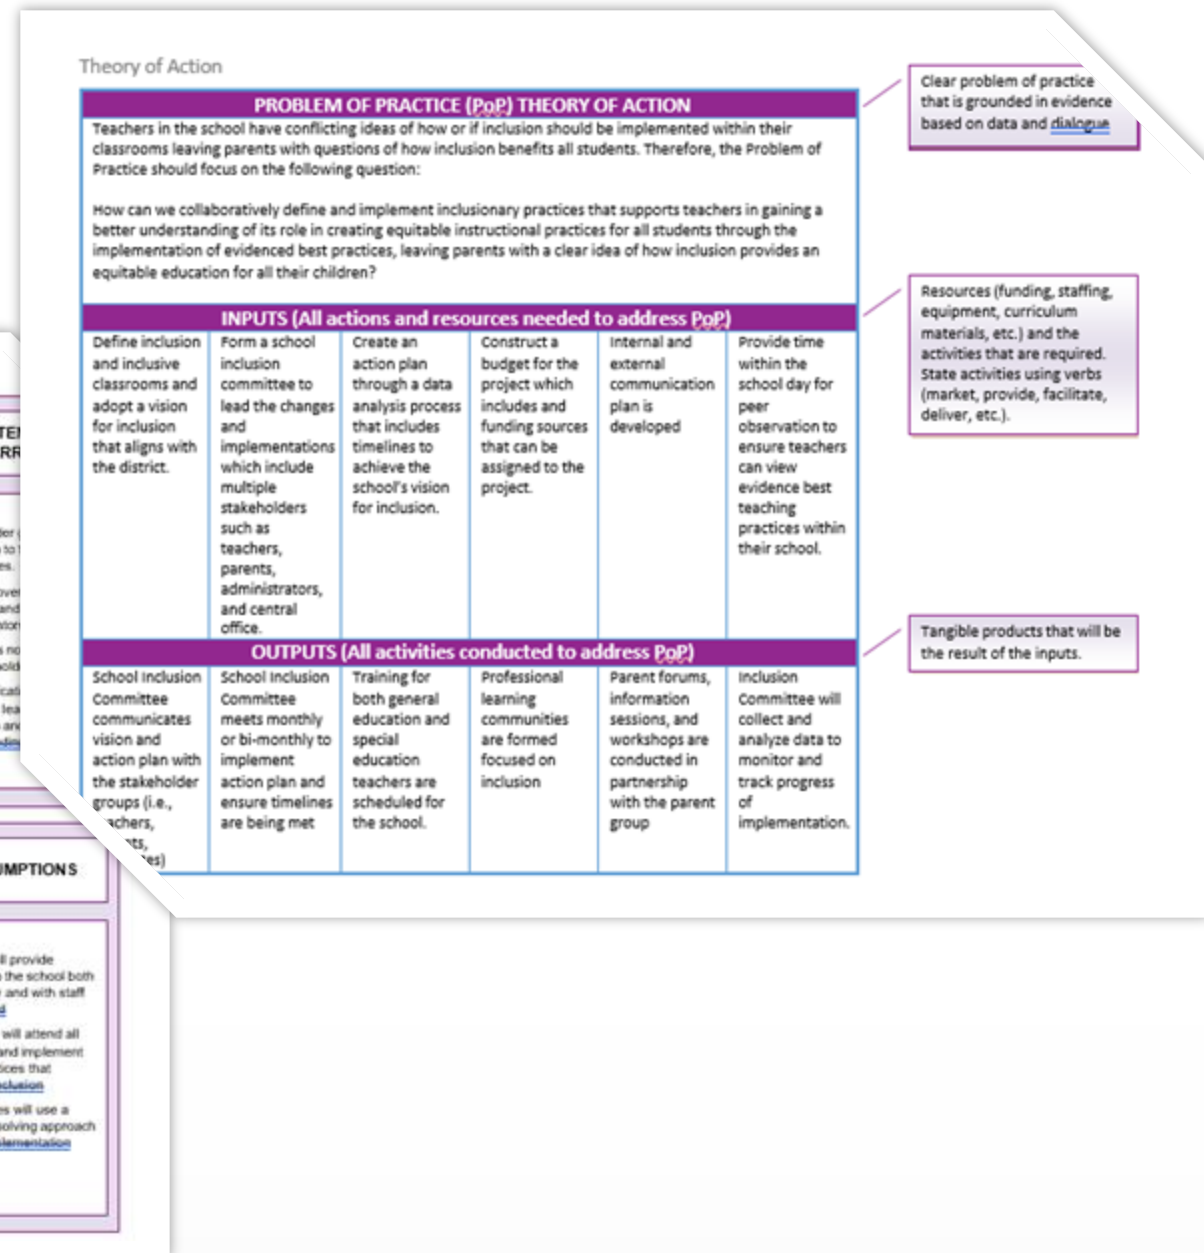 Theory of Action
PROBLEM OF PRACTICE (PoP) THEORY OF ACTION
Teachers in the school have conflicting ideas of how or if inclusion should be implemented within their
classrooms leaving parents with questions of how inclusion benefits all students. Therefore, the Problem of
Practice should focus on the following question:
How can we collaboratively define and implement inclusionary practices that supports teachers in gaining a
better understanding of its role in creating equitable instructional practices for all students through the
implementation of evidenced best practices, leaving parents with a clear idea of how inclusion provides an
equitable education for all their children?
INPUTS (All actions and resources needed to address PoP)
Define inclusion
and inclusive
classrooms and
adopt a vision
for inclusion
that aligns with
the district.
Form a school
inclusion
committee to
lead the changes
and
implementations
which include
multiple
stakeholders
such as
teachers,
parents,
administrators,
and central
office.
Create an
action plan
through a data
analysis process
that includes
timelines to
achieve the
school's vision
for inclusion.
Construct a
budget for the
project which
includes and
funding sources
that can be
assigned to the
project.
Internal and
external
communication
plan is
developed
Provide time
within the
school day for
peer
observation to
ensure teachers
can view
evidence best
teaching
practices within
their school.
OUTPUTS (All activities conducted to address PoP)
School Inclusion
Committee
communicates
vision and
action plan with
the stakeholder
groups (i.e.,
School Inclusion
Committee
meets monthly
or bi-monthly to
implement
action plan and
ensure timelines
are being met
Training for
both general
education and
special
education
teachers are
scheduled for
the school.
Professional
learning
communities
are formed
focused on
inclusion
Parent forums,
information
sessions, and
workshops are
conducted in
partnership
with the parent
group
Inclusion
Committee will
collect and
analyze data to
monitor and
track progress
of
implementation.
Clear problem of practice
that is grounded in evidence
based on data and dialogue
Resources (funding, staffing,
equipment, curriculum
materials, etc.) and the
activities that are required.
State activities using verbs
(market, provide, facilitate,
deliver, etc.).
Tangible products that will be
the result of the inputs.
provide
the school both
and with staff
will attend all
and implement
that
will use a
approach